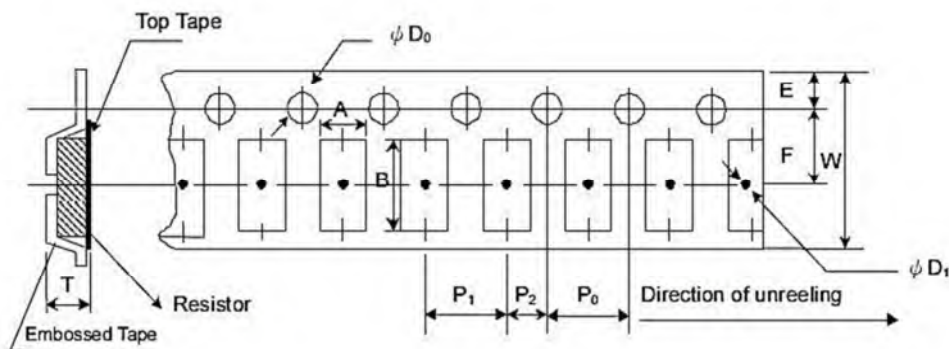 Top Tape
ψ D₀
A
E
F
W
B
ψ D₁
T
Resistor
P₁
P₂
P₀
Direction of unreeling
Embossed Tape